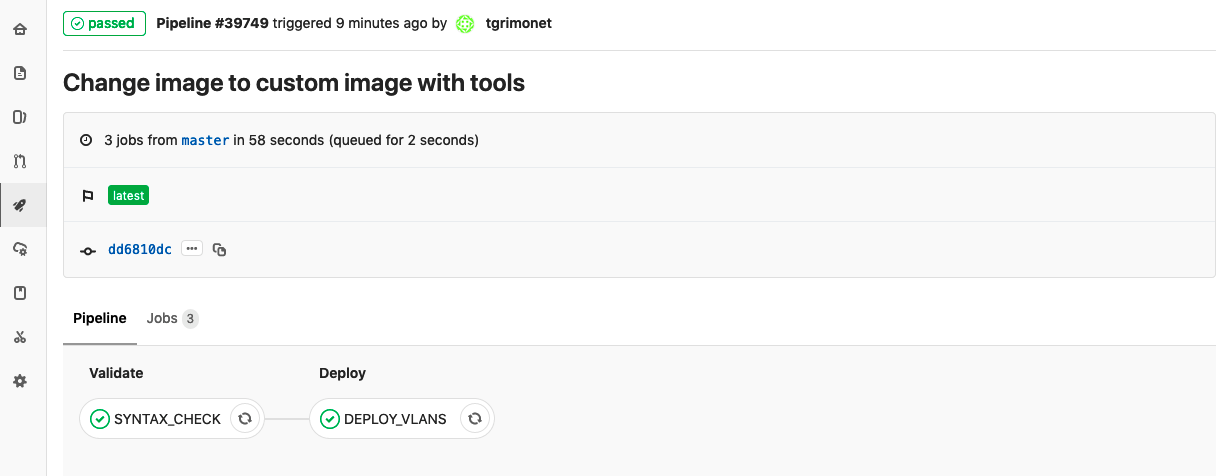 passed Pipeline #39749 triggered 9 minutes ago by tgrimonet
Change image to custom image with tools
3 jobs from master in 58 seconds (queued for 2 seconds)
latest
dd6810dc
Pipeline Jobs 3
Validate Deploy
SYNTAX_CHECK DEPLOY_VLANS